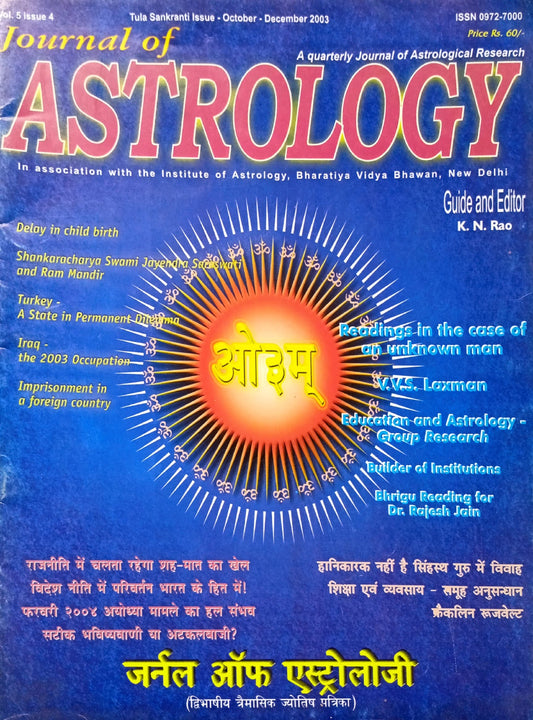 Vol. 5 issue 4
Tula Sankranti Issue - October - December 2003
ISSN 0972-7000
Price Rs. 60/-
Journal of
A quarterly Journal of Astrological Research
ASTROLOGY
In association with the Institute of Astrology, Bharatiya Vidya Bhawan, New Delhi
Guide and Editor
K. N. Rao
Delay in child birth
Shankaracharya Swami Jayendra Saraswati
and Ram Mandir
Turkey -
A State in Permanent Dilemma
Iraq -
the 2003 Occupation
Imprisonment in
a foreign country
ओ३म्
Readings in the case of
an unknown man
V.V.S. Laxman
Education and Astrology -
Group Research
Builder of Institutions
Bhrigu Reading for
Dr. Rajesh Jain
राजनीति में चलता रहेगा शह-मात का खेल
विदेश नीति में परिवर्तन भारत के हित में!
फरवरी २००४ अयोध्या मामले का हल संभव
सटीक भविष्यवाणी या अटकलबाजी?
हानिकारक नहीं है सिंहस्थ गुरु में विवाह
शिक्षा एवं व्यवसाय - समूह अनुसन्धान
फ्रैंकलिन रूजवेल्ट
जर्नल ऑफ एस्ट्रोलोजी
(द्विभाषीय त्रैमासिक ज्योतिष पत्रिका)